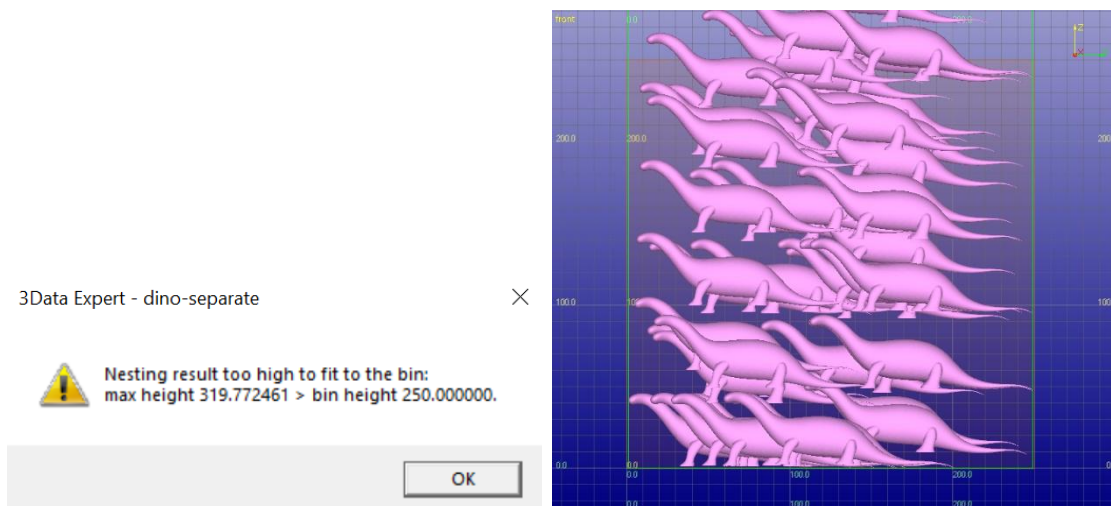 3Data Expert - dino-separate
Nesting result too high to fit to the bin:
max height 319.772461 > bin height 250.000000.
OK
front
0.0
200.0
Z
X
200.0
200.0
200
100.0
100.0
100
0.0
0.0
0.0
0.0
200.0
0.0
100.0
200.0